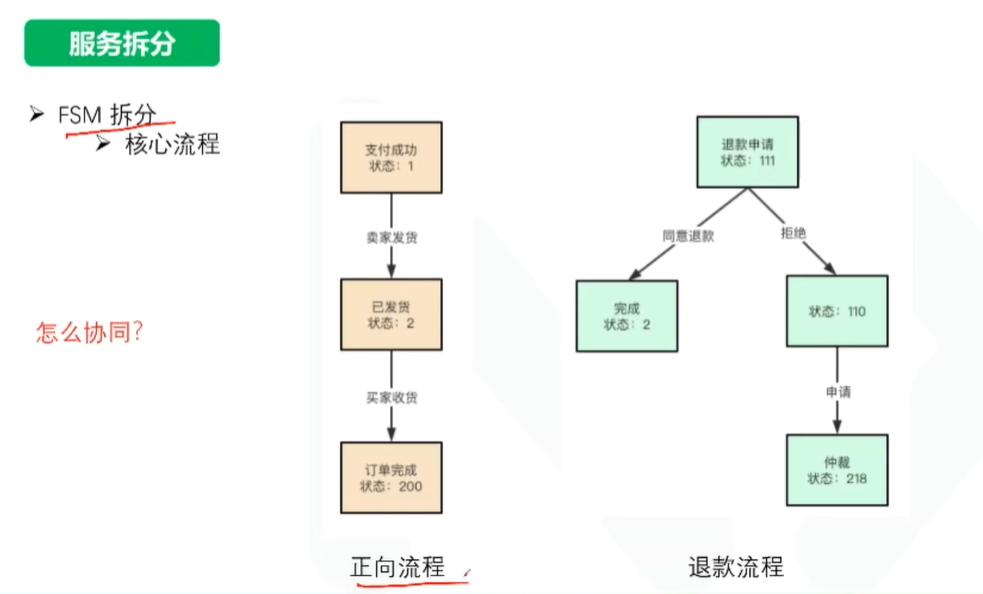 服务拆分
FSM 拆分
核心流程
怎么协同?
支付成功
状态: 1
卖家发货
已发货
状态: 2
买家收货
订单完成
状态: 200
正向流程
退款申请
状态: 111
同意退款
拒绝
完成
状态: 2
状态: 110
申请
仲裁
状态: 218
退款流程